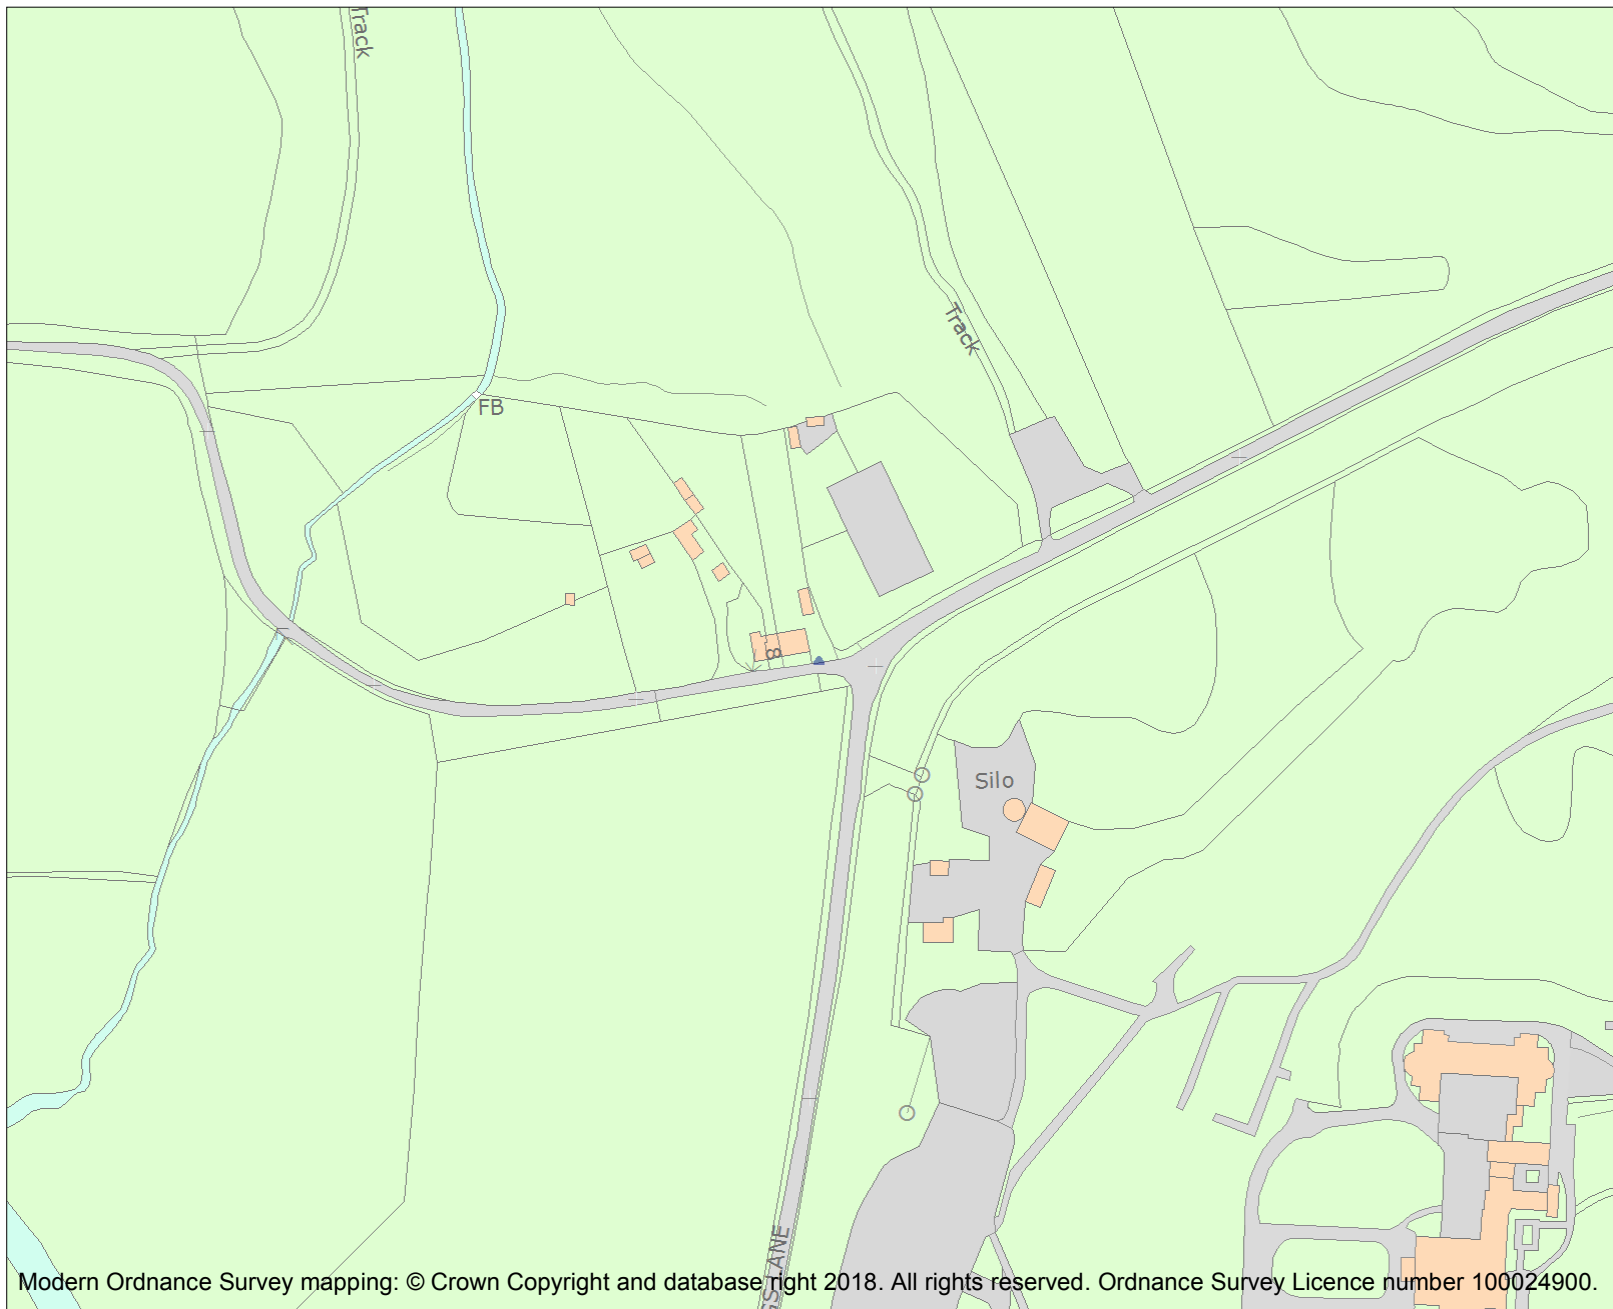 Track
FB
Track
8
Silo
Modern Ordnance Survey mapping: © Crown Copyright and database right 2018. All rights reserved. Ordnance Survey Licence number 100024900.